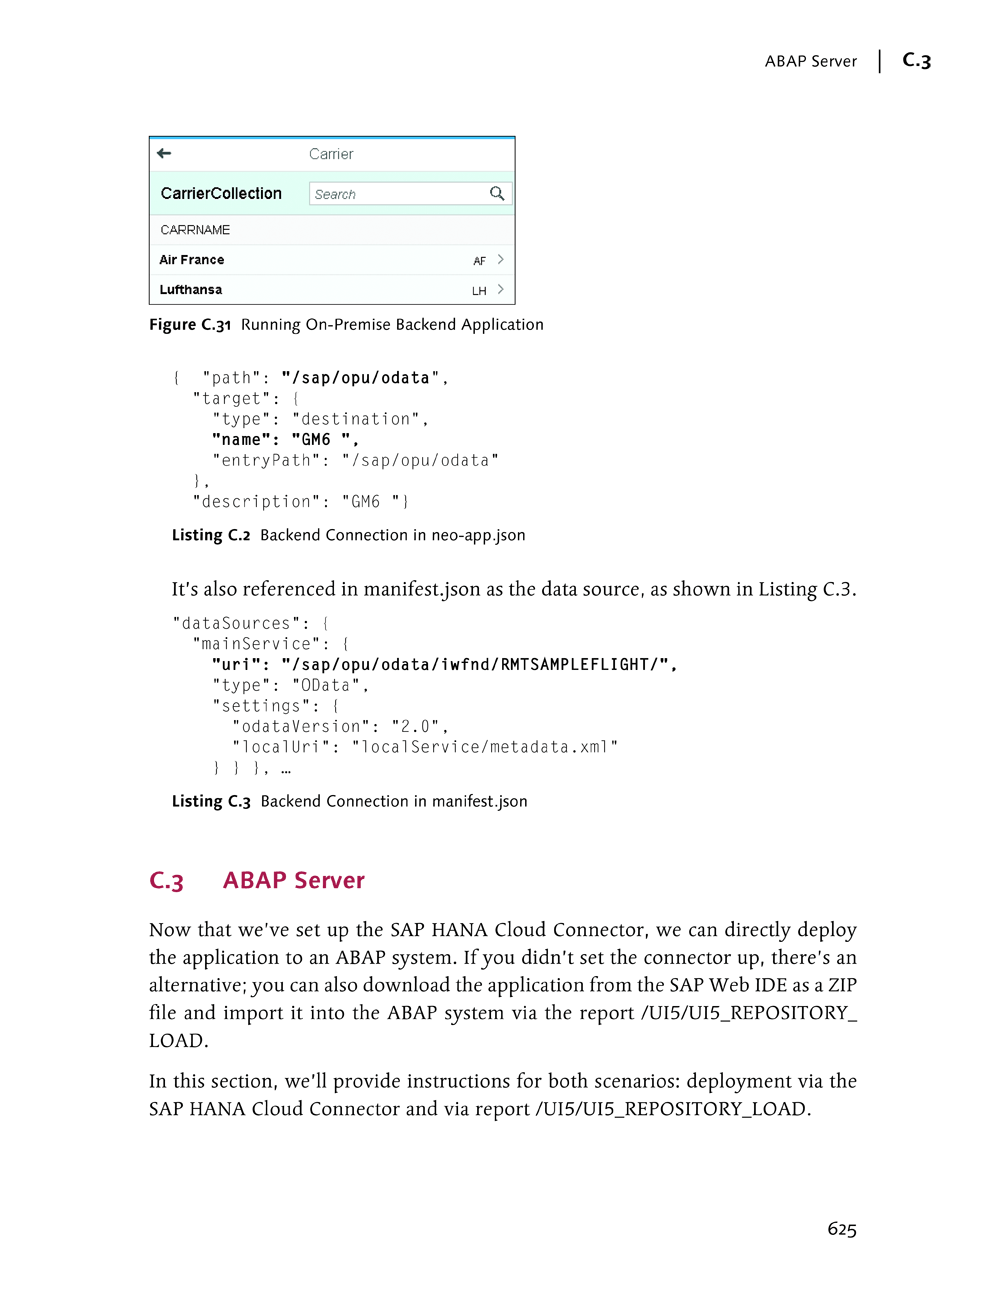 ABAP Server | C.3
Carrier
CarrierCollection Search
CARRNAME
Air France AF
Lufthansa LH
Figure C.31 Running On-Premise Backend Application
{  "path": "/sap/opu/odata",
"target": {
"type": "destination",
"name": "GM6 ",
"entryPath": "/sap/opu/odata"
},
"description": "GM6 "}
Listing C.2 Backend Connection in neo-app.json
It's also referenced in manifest.json as the data source, as shown in Listing C.3.
"dataSources": {
"mainService": {
"uri": "/sap/opu/odata/iwfnd/RMTSAMPLEFLIGHT/",
"type": "OData",
"settings": {
"odataVersion": "2.0",
"localUri": "localService/metadata.xml"
} } }, …
Listing C.3 Backend Connection in manifest.json
C.3 ABAP Server
Now that we've set up the SAP HANA Cloud Connector, we can directly deploy
the application to an ABAP system. If you didn't set the connector up, there's an
alternative; you can also download the application from the SAP Web IDE as a ZIP
file and import it into the ABAP system via the report /UI5/UI5_REPOSITORY_
LOAD.
In this section, we'll provide instructions for both scenarios: deployment via the
SAP HANA Cloud Connector and via report /UI5/UI5_REPOSITORY_LOAD.
625